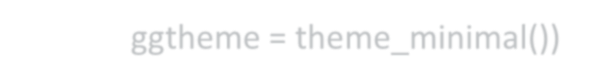 ggtheme = theme_minimal())